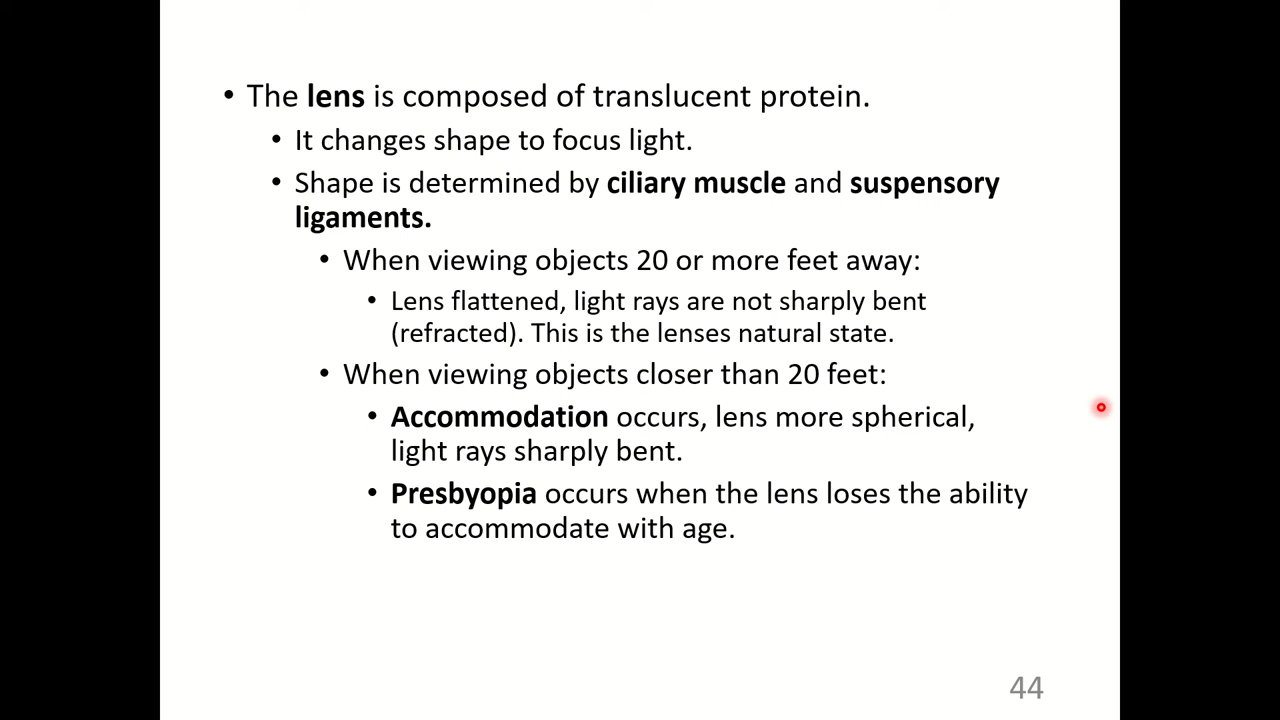 • The lens is composed of translucent protein.
• It changes shape to focus light.
• Shape is determined by ciliary muscle and suspensory
ligaments.
• When viewing objects 20 or more feet away:
• Lens flattened, light rays are not sharply bent
(refracted). This is the lenses natural state.
• When viewing objects closer than 20 feet:
• Accommodation occurs, lens more spherical,
light rays sharply bent.
• Presbyopia occurs when the lens loses the ability
to accommodate with age.
44